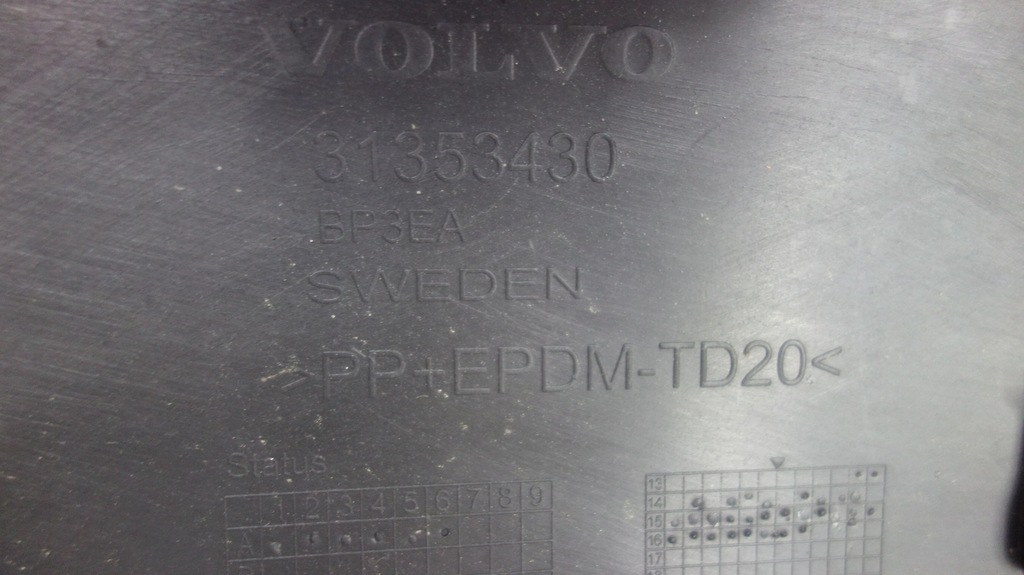 VOLVO
31353430
BP3EA
SWEDEN
>PP+EPDM-TD20<
Status
1 2 3 4 5 6 7 8 9
A
13
14
15
16
17